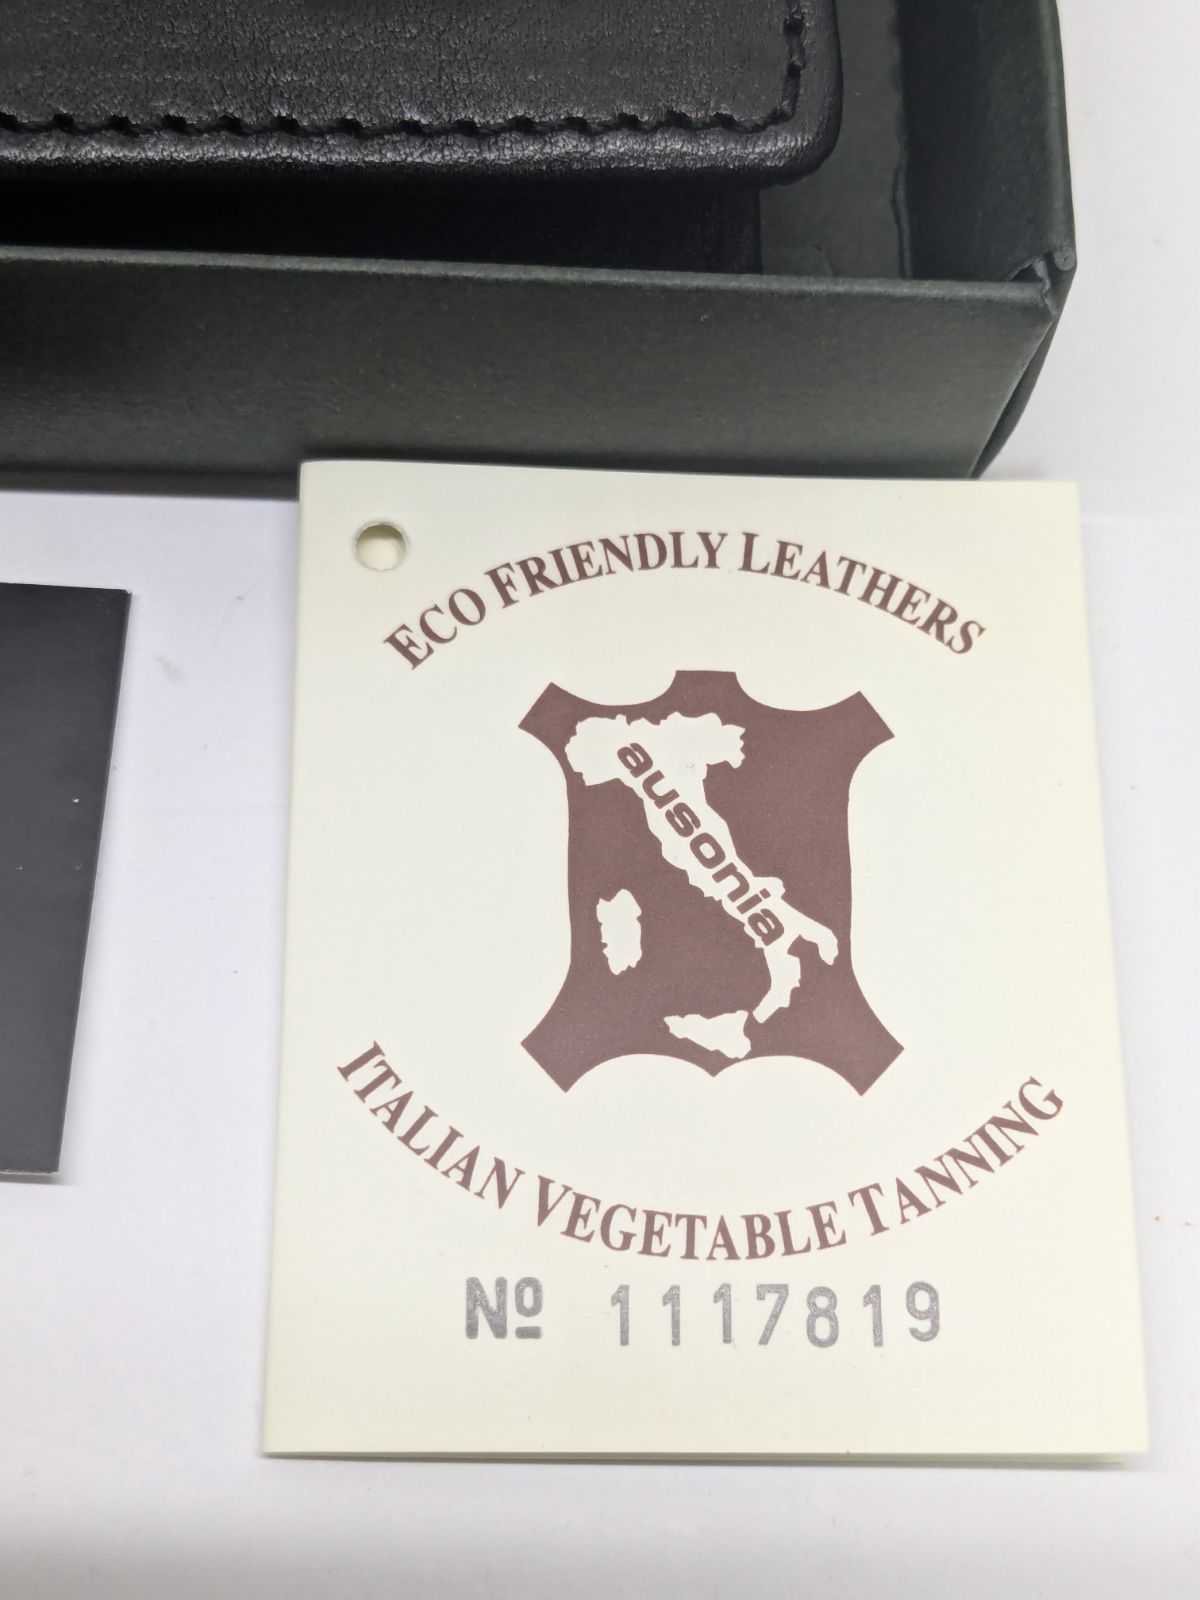 ECO FRIENDLY LEATHERS
ausonia
ITALIAN VEGETABLE TANNING
Nº 1117819